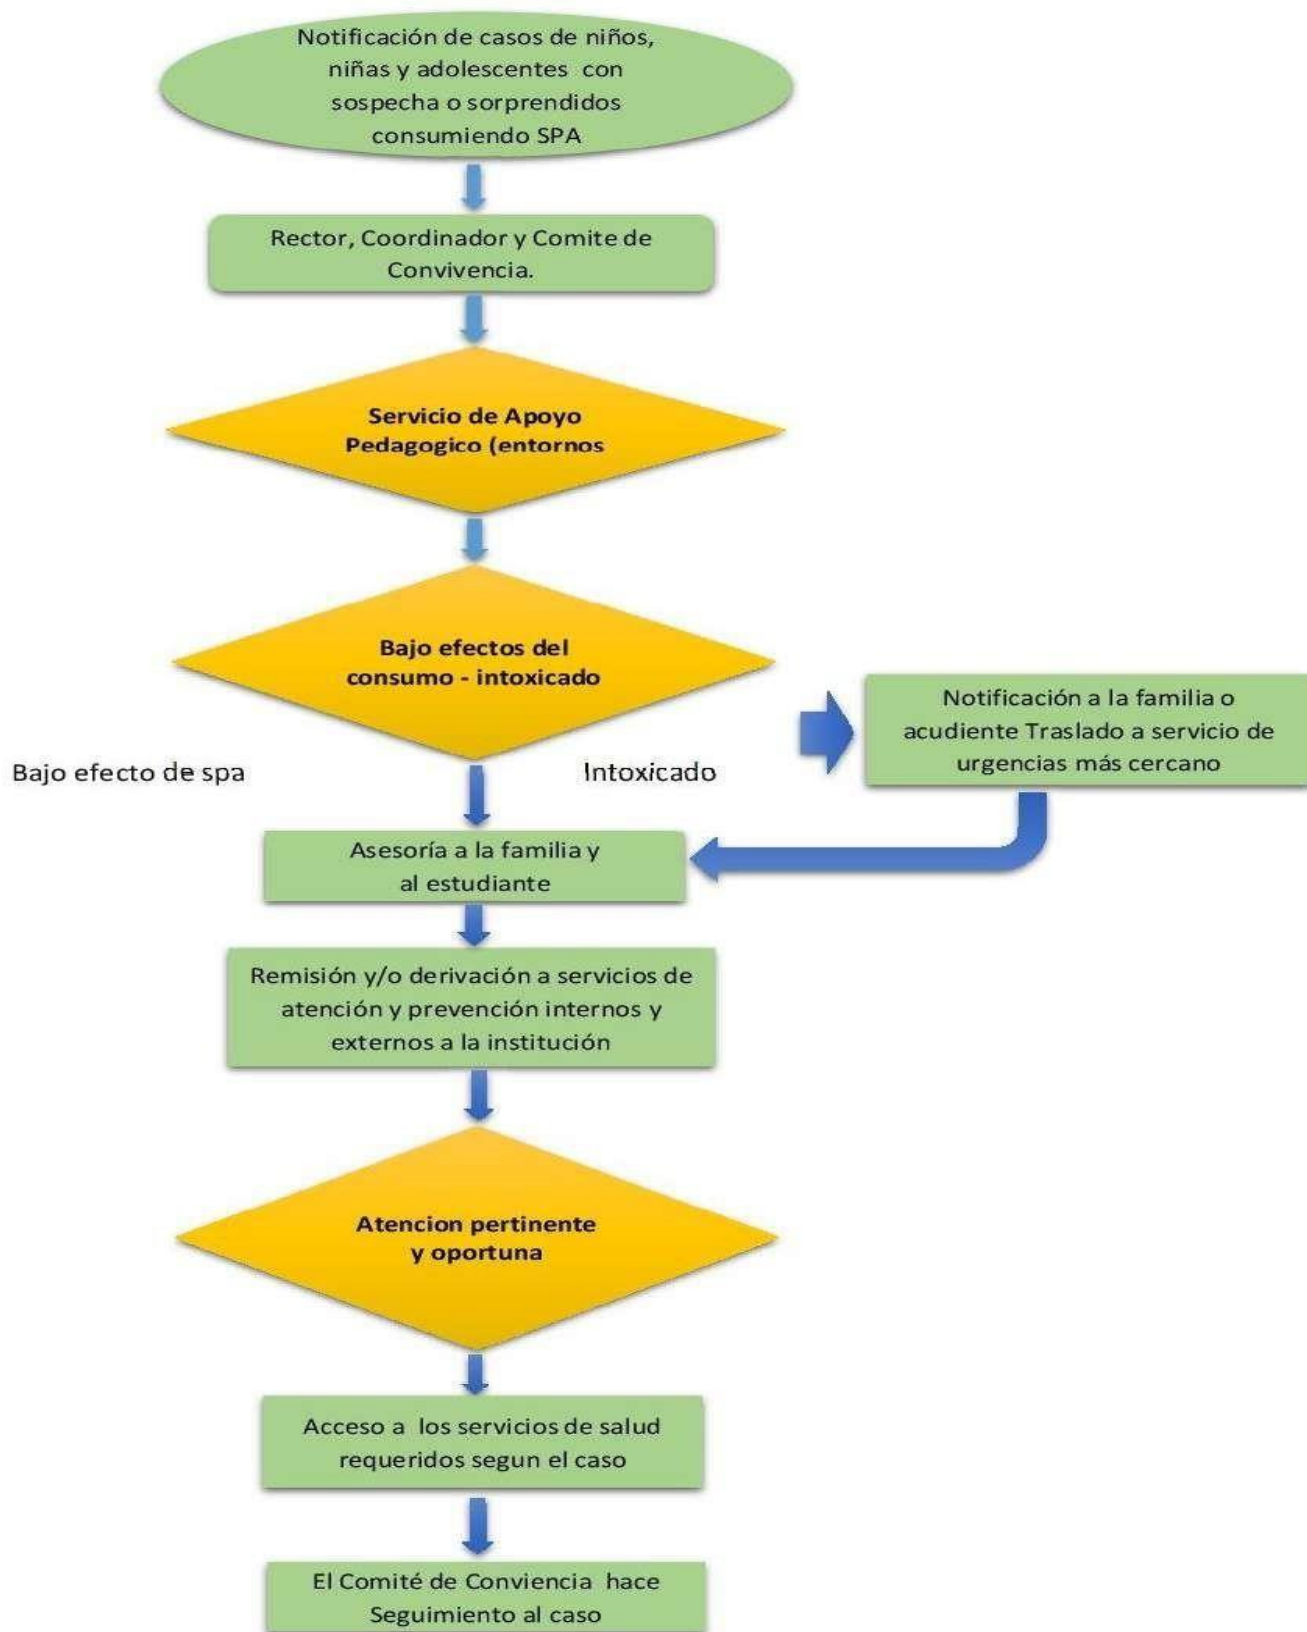 Notificación de casos de niños,
niñas y adolescentes con
sospecha o sorprendidos
consumiendo SPA
Rector, Coordinador y Comite de
Convivencia.
Servicio de Apoyo
Pedagogico (entornos
Bajo efectos del
consumo - intoxicado
Notificación a la familia o
acudiente Traslado a servicio de
urgencias más cercano
Bajo efecto de spa
Intoxicado
Asesoría a la familia y
al estudiante
Remisión y/o derivación a servicios de
atención y prevención internos y
externos a la institución
Atencion pertinente
y oportuna
Acceso a los servicios de salud
requeridos segun el caso
El Comité de Conviencia hace
Seguimiento al caso